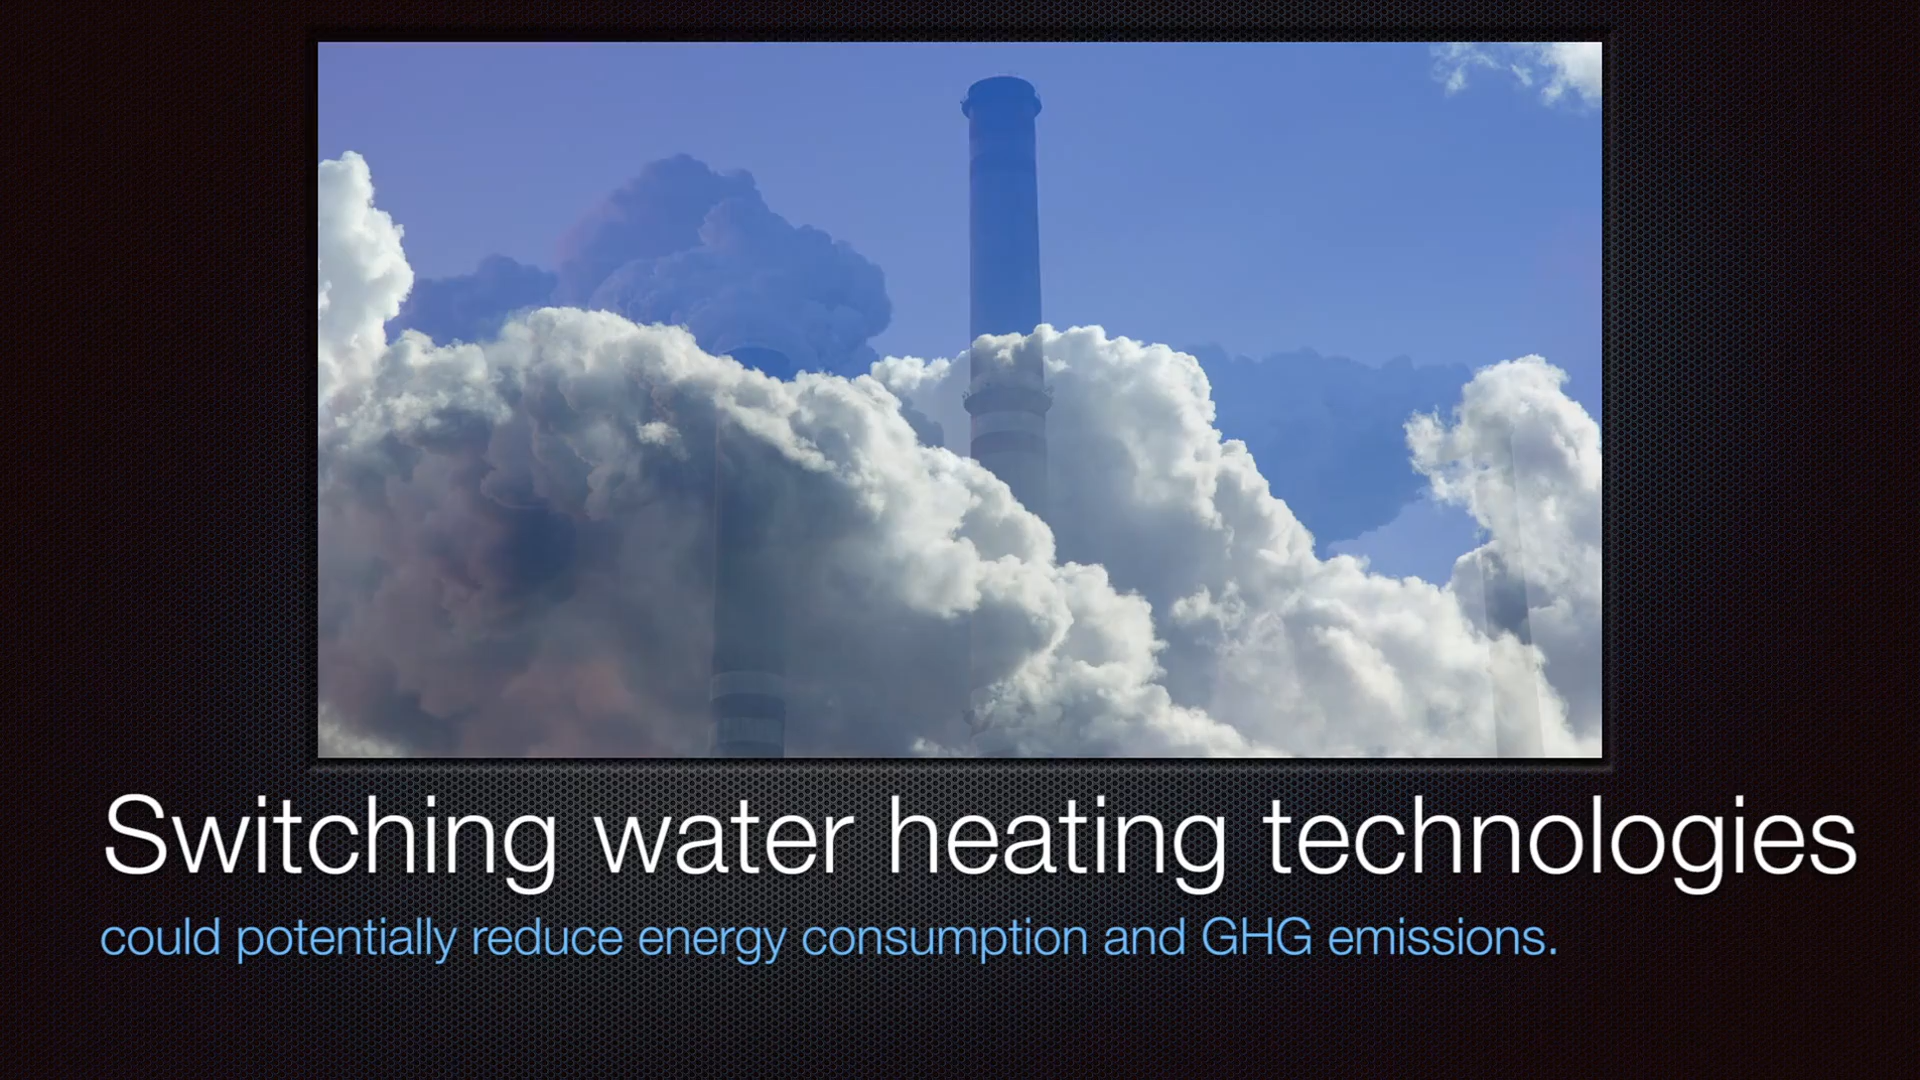 Switching water heating technologies
could potentially reduce energy consumption and GHG emissions.